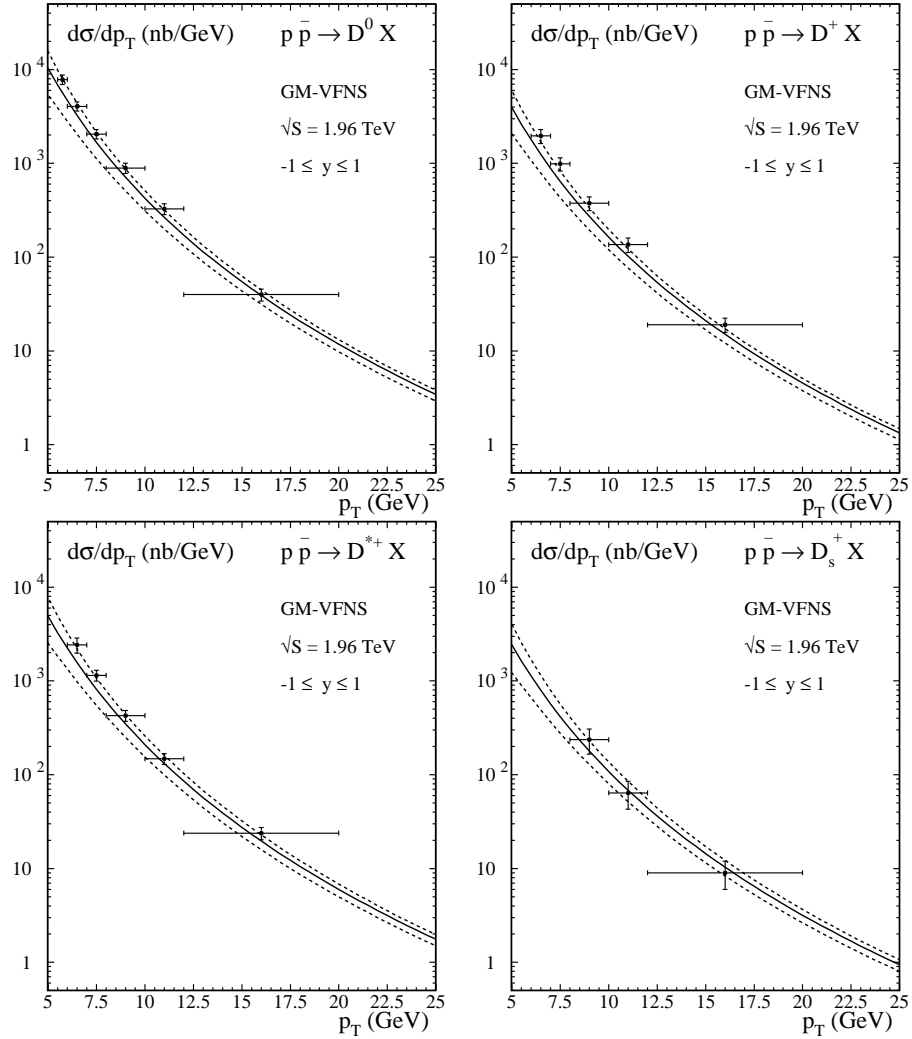 dσ/dp_T (nb/GeV) p p̄ → D^0 X
GM-VFNS
√S = 1.96 TeV
-1 ≤ y ≤ 1
10^4
10^3
10^2
10
1
5 7.5 10 12.5 15 17.5 20 22.5 25
p_T (GeV)
dσ/dp_T (nb/GeV) p p̄ → D^+ X
GM-VFNS
√S = 1.96 TeV
-1 ≤ y ≤ 1
10^4
10^3
10^2
10
1
5 7.5 10 12.5 15 17.5 20 22.5 25
p_T (GeV)
dσ/dp_T (nb/GeV) p p̄ → D^{*+} X
GM-VFNS
√S = 1.96 TeV
-1 ≤ y ≤ 1
10^4
10^3
10^2
10
1
5 7.5 10 12.5 15 17.5 20 22.5 25
p_T (GeV)
dσ/dp_T (nb/GeV) p p̄ → D_s^+ X
GM-VFNS
√S = 1.96 TeV
-1 ≤ y ≤ 1
10^4
10^3
10^2
10
1
5 7.5 10 12.5 15 17.5 20 22.5 25
p_T (GeV)